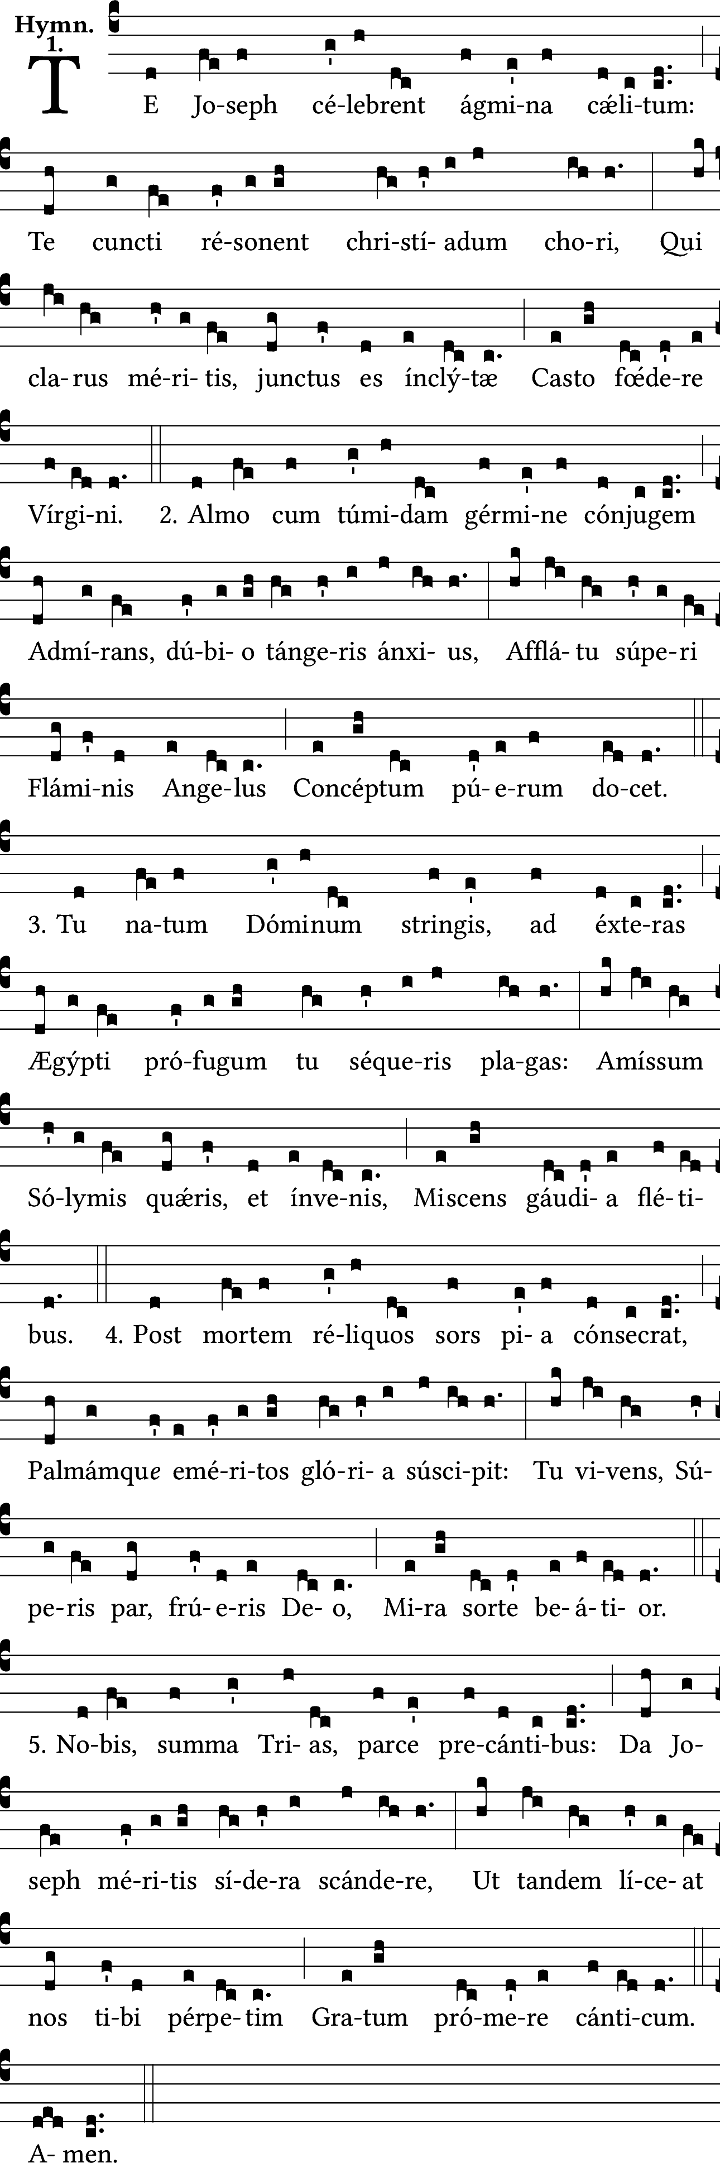 Hymn.
1.
TE Jo-seph cé-lebrent ágmi-na cǽli-tum:
Te cuncti ré-sonent chri-stí-adum cho-ri,
Qui
cla-rus mé-ri-tis, junctus es ínclý-tæ Casto fœ́de-re
Vírgi-ni. 2. Almo cum túmi-dam gérmi-ne cónjugem
Admí-rans, dú-bi-o tánge-ris ánxi-us, Afflá-tu súpe-ri
Flámi-nis Ange-lus Concéptum pú-e-rum do-cet.
3. Tu na-tum Dóminum strin-gis, ad éxte-ras
Ægýpti pró-fugum tu séque-ris pla-gas: Amíssum
Só-lymis quǽris, et ínve-nis, Miscens gáudi-a flé-ti-
bus. 4. Post mortem ré-liquos sors pi-a cónsecrat,
Palmámque emé-ri-tos gló-ri-a súsci-pit: Tu vi-vens, Sú-
pe-ris par, frú-e-ris De-o, Mi-ra sorte be-á-ti-or.
5. No-bis, summa Tri-as, parce pre-cánti-bus: Da Jo-
seph mé-ri-tis sí-de-ra scánde-re, Ut tandem lí-ce-at
nos ti-bi pérpe-tim Gra-tum pró-me-re cánti-cum.
A-men.